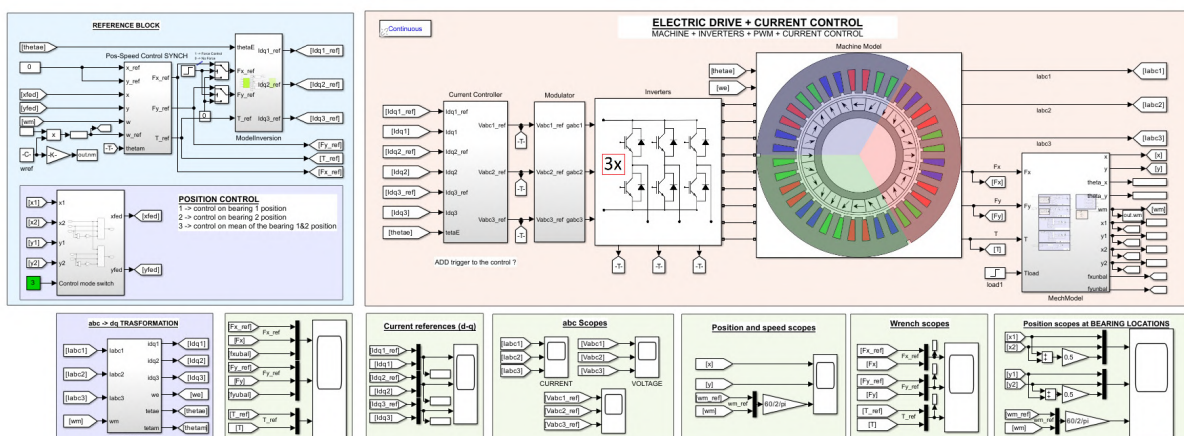 REFERENCE BLOCK
[thetae]
Pos-Speed Control SYNCH
0
x_ref
y_ref
[xfed]
x
[yfed]
y
[wm]
w
w_ref
x
-T-
thetam
-C-
wref
-K-
out.nm
Fx_ref
Fy_ref
T_ref
0
thetaE
Fx_ref
Fy_ref
T_ref
Idq1_ref
Idq2_ref
Idq3_ref
ModelInversion
[Idq1_ref]
[Idq2_ref]
[Idq3_ref]
[Fy_ref]
[T_ref]
[Fx_ref]
POSITION CONTROL
1 -> control on bearing 1 position
2 -> control on bearing 2 position
3 -> control on mean of the bearing 1&2 position
[x1]
x1
[x2]
x2
[y1]
y1
[y2]
y2
3
Control mode switch
xfed
yfed
[xfed]
[yfed]
Continuous
ELECTRIC DRIVE + CURRENT CONTROL
MACHINE + INVERTERS + PWM + CURRENT CONTROL
Machine Model
[thetae]
[we]
Current Controller
Modulator
Inverters
[Idq1_ref]
Idq1_ref
[Idq1]
Idq1
[Idq2_ref]
Idq2_ref
[Idq2]
Idq2
[Idq3_ref]
Idq3_ref
[Idq3]
Idq3
[thetae]
tetaE
Vabc1_ref
Vabc2_ref
Vabc3_ref
-T-
-T-
-T-
Vabc1_ref gabc1
Vabc2_ref gabc2
Vabc3_ref gabc3
3x
-T-
-T-
-T-
ADD trigger to the control ?
Iabc1
[Iabc1]
Iabc2
[Iabc2]
Iabc3
[Iabc3]
Fx
[Fx]
Fy
[Fy]
T
[T]
load1
Fx
Fy
T
Tload
x
y
theta_x
theta_y
wm
x1
y1
x2
y2
fxunbal
fyunbal
MechModel
[x]
[y]
[wm]
out.wm
abc -> dq TRASFORMATION
[Iabc1]
Iabc1
[Iabc2]
Iabc2
[Iabc3]
Iabc3
[wm]
wm
idq1
idq2
idq3
we
tetae
tetam
[Idq1]
[Idq2]
[Idq3]
[we]
[thetae]
[thetam]
[Fx_ref]
Fx_ref
[Fx]
[fxubal]
[Fy_ref]
Fy_ref
[Fy]
[fyubal]
[T_ref]
T_ref
[T]
Current references (d-q)
[Idq1_ref]
[Idq1]
[Idq2_ref]
[Idq2]
[Idq3_ref]
[Idq3]
abc Scopes
[Iabc1]
[Iabc2]
[Iabc3]
CURRENT
[Vabc1]
[Vabc2]
[Vabc3]
VOLTAGE
[Vabc1_ref]
[Vabc2_ref]
[Vabc3_ref]
Position and speed scopes
[x]
[y]
[wm_ref]
wm_ref
[wm]
60/2/pi
Wrench scopes
[Fx_ref]
Fx_ref
[Fx]
[Fy_ref]
Fy_ref
[Fy]
[T_ref]
T_ref
[T]
Position scopes at BEARING LOCATIONS
[x1]
[x2]
0.5
[y1]
[y2]
0.5
[wm_ref]
wm_ref
[wm]
60/2/pi